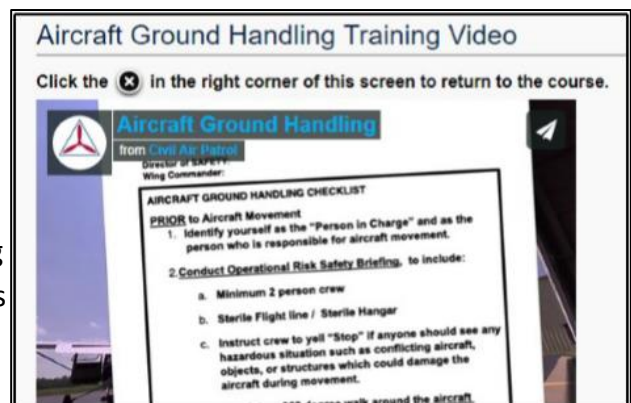 Aircraft Ground Handling Training Video
Click the in the right corner of this screen to return to the course.
Aircraft Ground Handling
from Civil Air Patrol
Director of SAFETY:
Wing Commander:
AIRCRAFT GROUND HANDLING CHECKLIST
PRIOR to Aircraft Movement
1. Identify yourself as the "Person in Charge" and as the
person who is responsible for aircraft movement.
2. Conduct Operational Risk Safety Briefing, to include:
a. Minimum 2 person crew
b. Sterile Flight line / Sterile Hangar
c. Instruct crew to yell "Stop" if anyone should see any
hazardous situation such as conflicting aircraft,
objects, or structures which could damage the
aircraft during movement.
degree walk around the aircraft